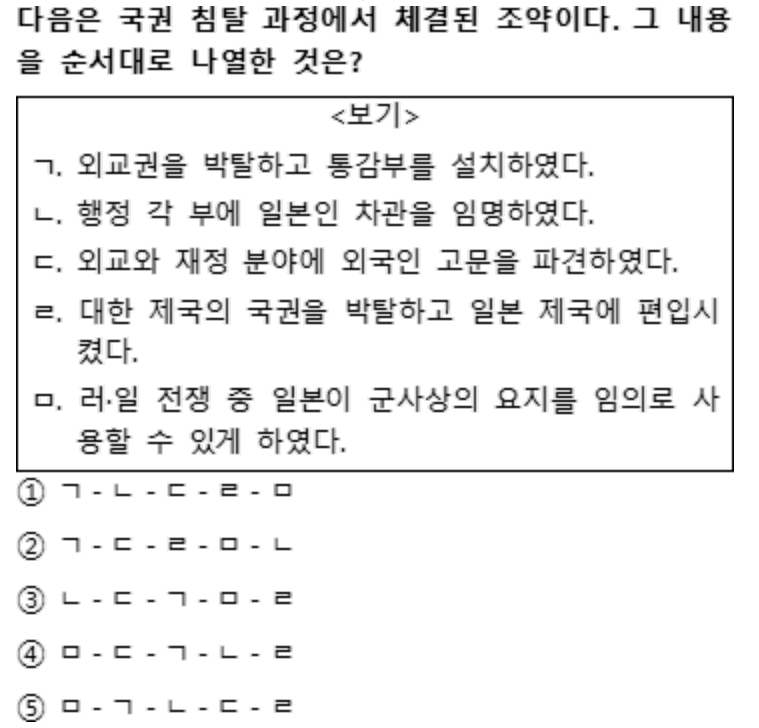 다음은 국권 침탈 과정에서 체결된 조약이다. 그 내용
을 순서대로 나열한 것은?
<보기>
ㄱ. 외교권을 박탈하고 통감부를 설치하였다.
ㄴ. 행정 각 부에 일본인 차관을 임명하였다.
ㄷ. 외교와 재정 분야에 외국인 고문을 파견하였다.
ㄹ. 대한 제국의 국권을 박탈하고 일본 제국에 편입시
켰다.
ㅁ. 러·일 전쟁 중 일본이 군사상의 요지를 임의로 사
용할 수 있게 하였다.
① ㄱ - ㄴ - ㄷ - ㄹ - ㅁ
② ㄱ - ㄷ - ㄹ - ㅁ - ㄴ
③ ㄴ - ㄷ - ㄱ - ㅁ - ㄹ
④ ㅁ - ㄷ - ㄱ - ㄴ - ㄹ
⑤ ㅁ - ㄱ - ㄴ - ㄷ - ㄹ